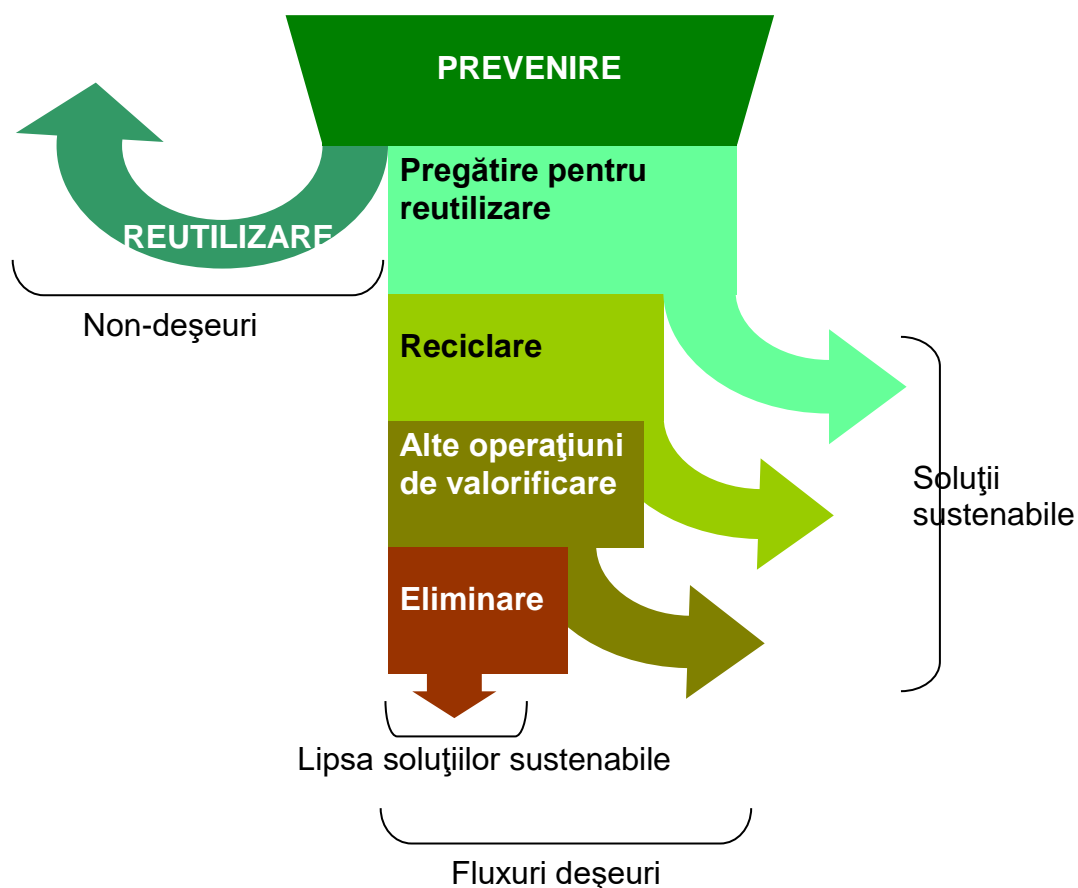 PREVENIRE
Pregătire pentru
reutilizare
REUTILIZARE
Non-deşeuri
Reciclare
Alte operaţiuni
de valorificare
Soluţii
sustenabile
Eliminare
Lipsa soluţiilor sustenabile
Fluxuri deşeuri